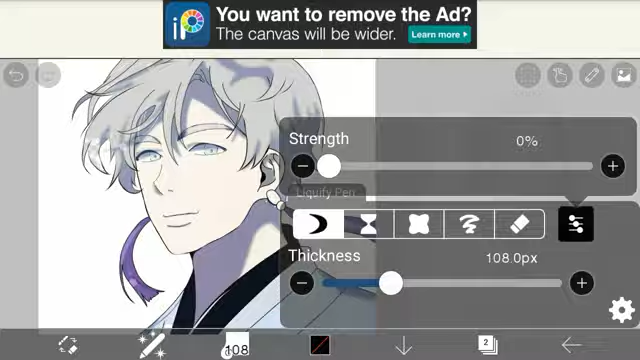 You want to remove the Ad?
The canvas will be wider.
Learn more
iP
Strength
0%
Liquify Pen
Thickness
108.0px
108
2